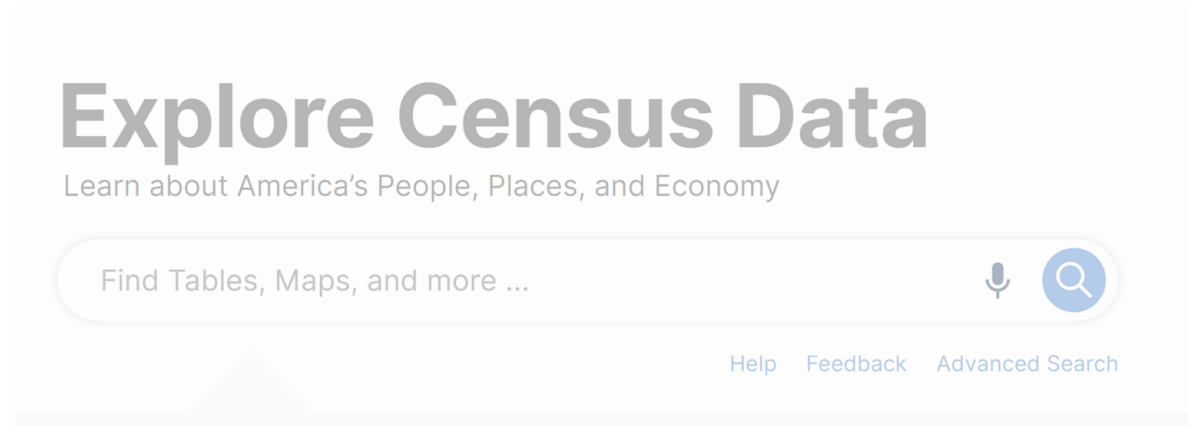 Explore Census Data
Learn about America’s People, Places, and Economy
Find Tables, Maps, and more ...
Help Feedback Advanced Search